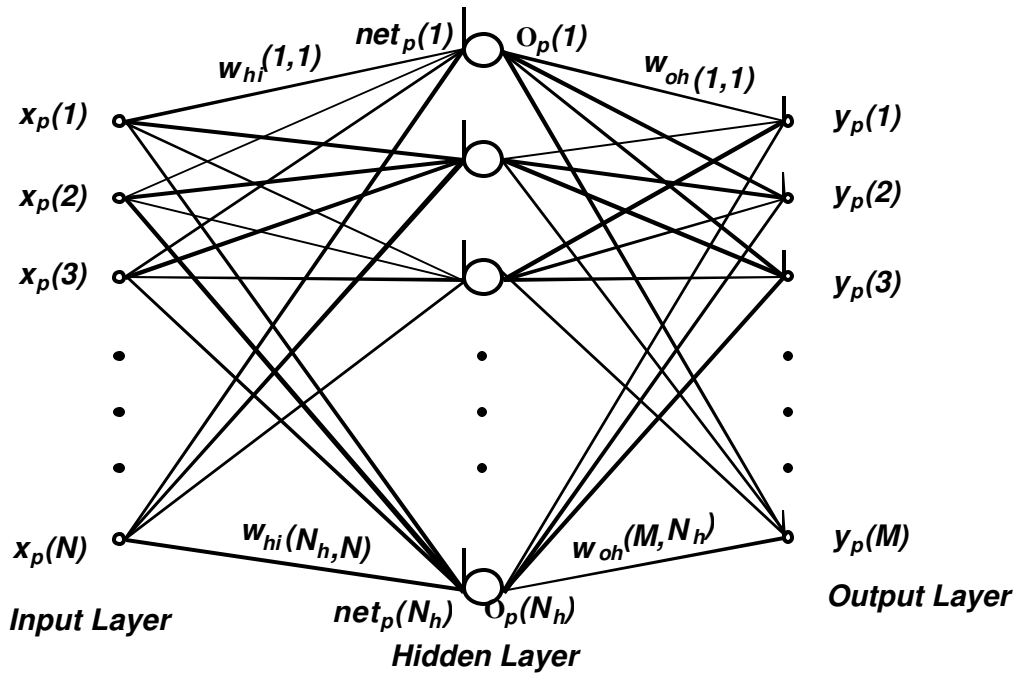 net_p(1) O_p(1)
w_hi(1,1) w_oh(1,1)
x_p(1) y_p(1)
x_p(2) y_p(2)
x_p(3) y_p(3)
w_hi(N_h,N) w_oh(M,N_h)
x_p(N) y_p(M)
net_p(N_h) O_p(N_h)
Input Layer Output Layer
Hidden Layer